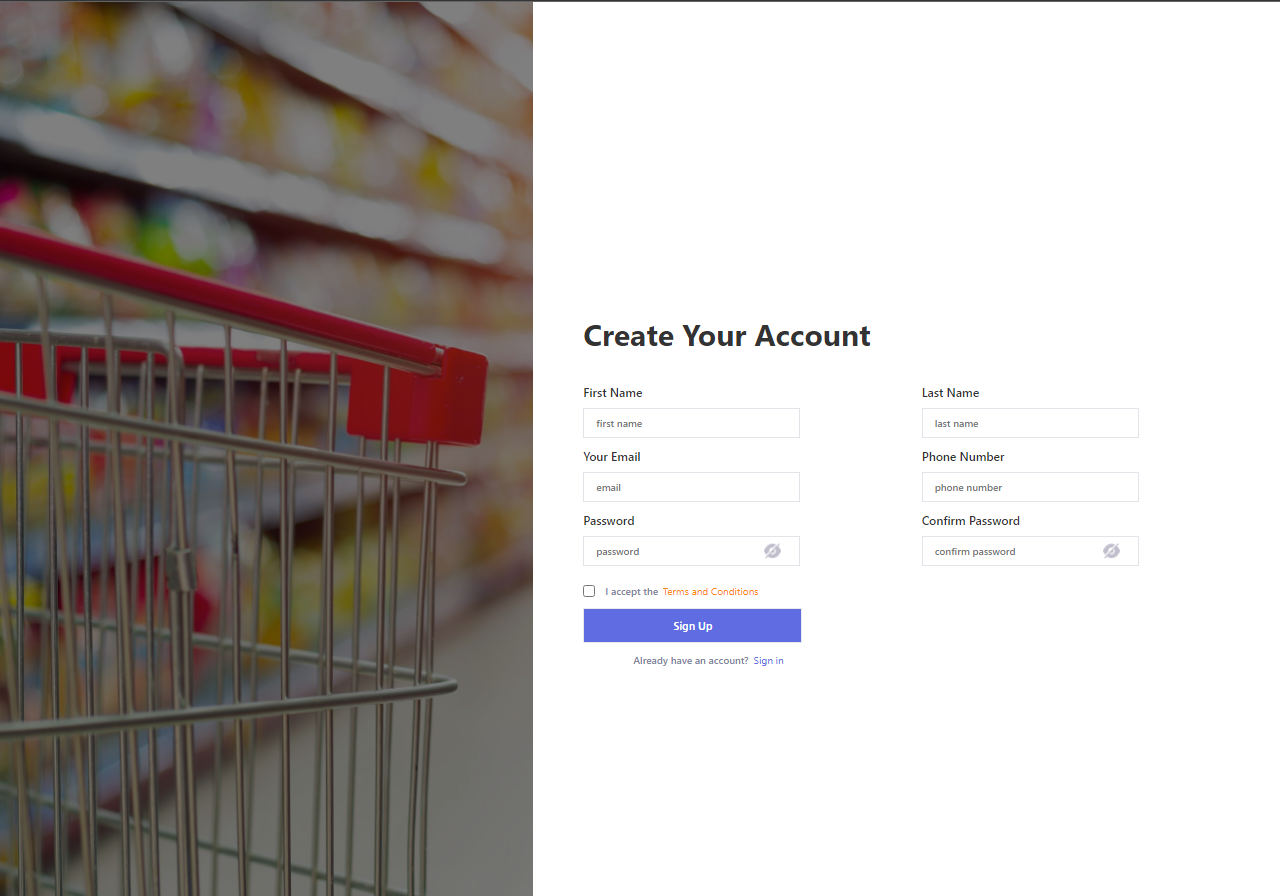 Create Your Account
First Name
Last Name
first name
last name
Your Email
Phone Number
email
phone number
Password
Confirm Password
password
confirm password
I accept the Terms and Conditions
Sign Up
Already have an account? Sign in